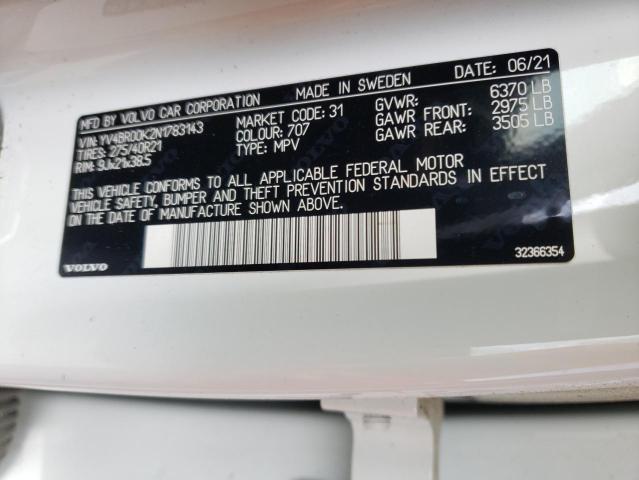 MFD BY VOLVO CAR CORPORATION MADE IN SWEDEN DATE: 06/21
VIN: YV4BR00K2N1783143 MARKET CODE: 31 GVWR: 6370 LB
TIRES: 275/40R21 COLOUR: 707 GAWR FRONT: 2975 LB
RIM: 9Jx21x38.5 TYPE: MPV GAWR REAR: 3505 LB
THIS VEHICLE CONFORMS TO ALL APPLICABLE FEDERAL MOTOR
VEHICLE SAFETY, BUMPER AND THEFT PREVENTION STANDARDS IN EFFECT
ON THE DATE OF MANUFACTURE SHOWN ABOVE.
VOLVO 32366354